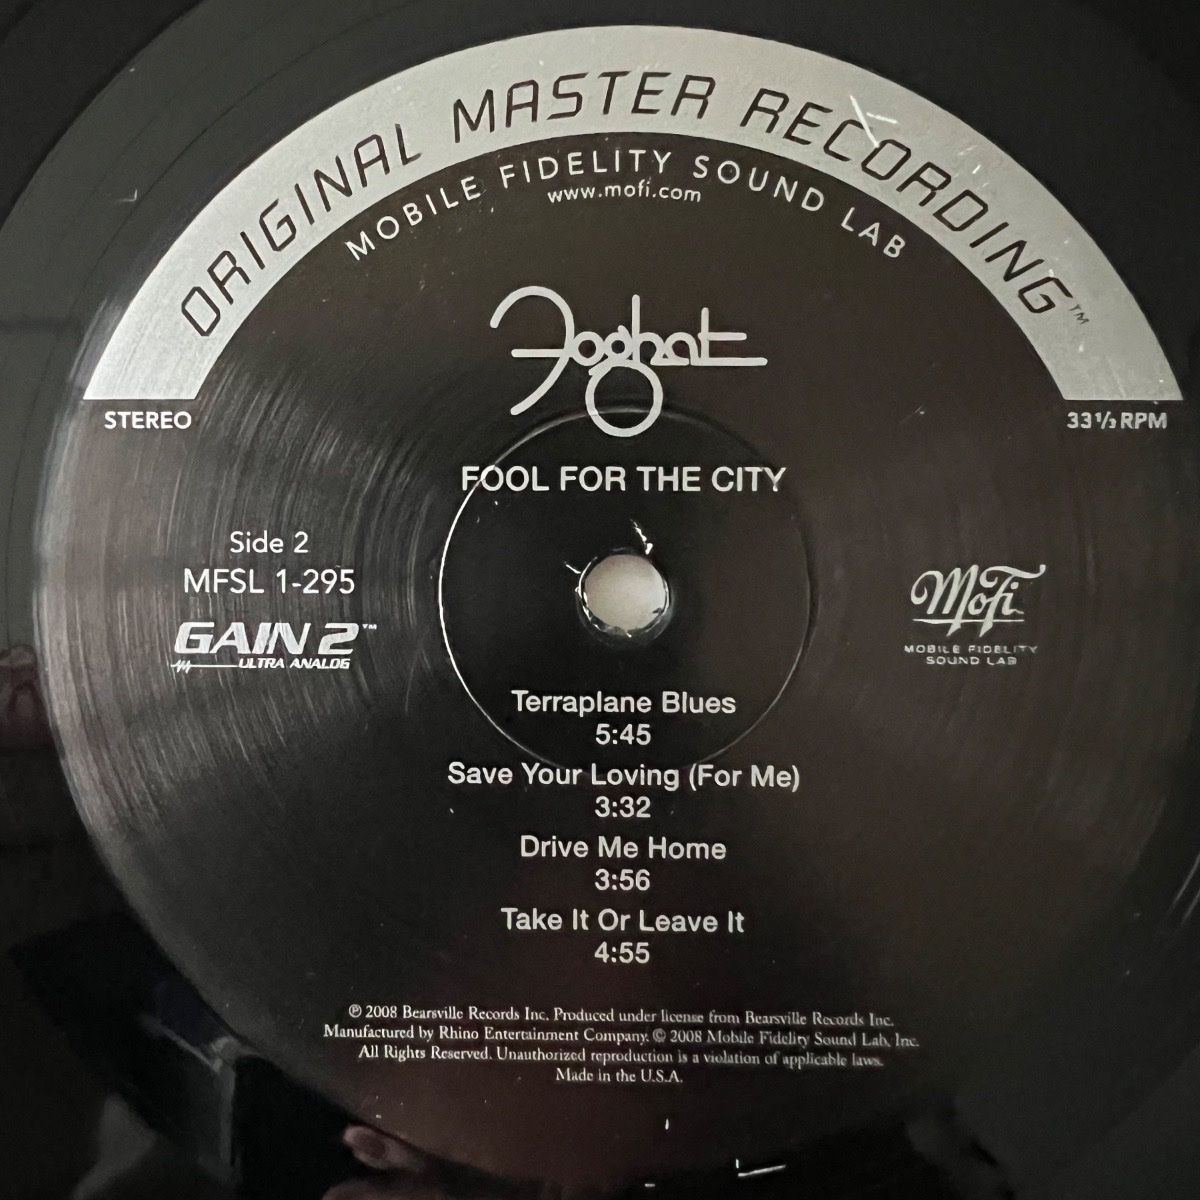 ORIGINAL MASTER RECORDING™
MOBILE FIDELITY SOUND LAB
www.mofi.com
Foghat
STEREO
33 1/3 RPM
FOOL FOR THE CITY
Side 2
MFSL 1-295
GAIN 2™
ULTRA ANALOG
MoFi
MOBILE FIDELITY
SOUND LAB
Terraplane Blues
5:45
Save Your Loving (For Me)
3:32
Drive Me Home
3:56
Take It Or Leave It
4:55
℗ 2008 Bearsville Records Inc. Produced under license from Bearsville Records Inc.
Manufactured by Rhino Entertainment Company. © 2008 Mobile Fidelity Sound Lab, Inc.
All Rights Reserved. Unauthorized reproduction is a violation of applicable laws.
Made in the U.S.A.